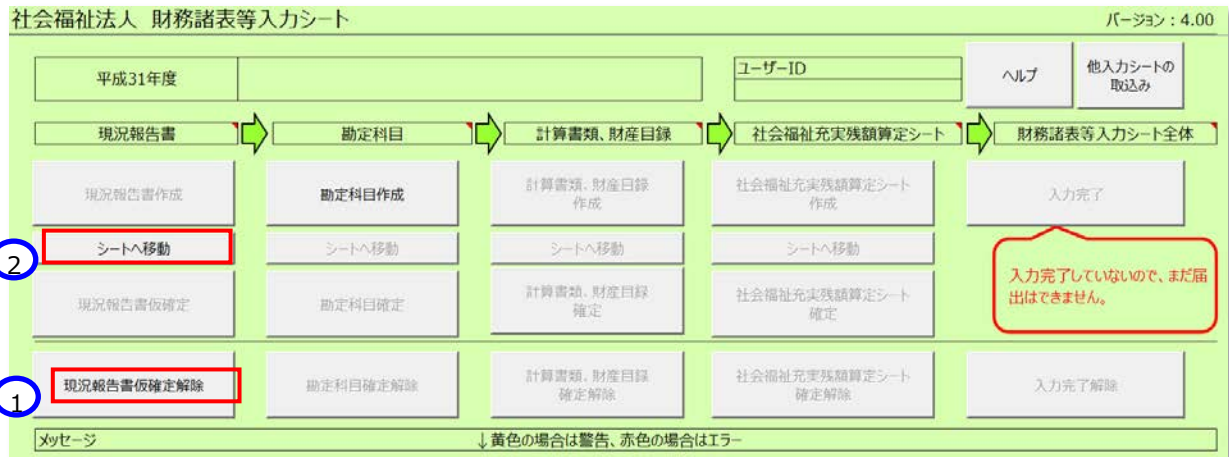 社会福祉法人 財務諸表等入力シート
バージョン：4.00
平成31年度
ユーザーID
ヘルプ
他入力シートの
取込み
現況報告書
勘定科目
計算書類、財産目録
社会福祉充実残額算定シート
財務諸表等入力シート全体
現況報告書作成
勘定科目作成
計算書類、財産目録
作成
社会福祉充実残額算定シート
作成
入力完了
2
シートへ移動
シートへ移動
シートへ移動
シートへ移動
入力完了していないので、まだ届
出はできません。
現況報告書仮確定
勘定科目確定
計算書類、財産目録
確定
社会福祉充実残額算定シート
確定
1
現況報告書仮確定解除
勘定科目確定解除
計算書類、財産目録
確定解除
社会福祉充実残額算定シート
確定解除
入力完了解除
メッセージ
↓黄色の場合は警告、赤色の場合はエラー